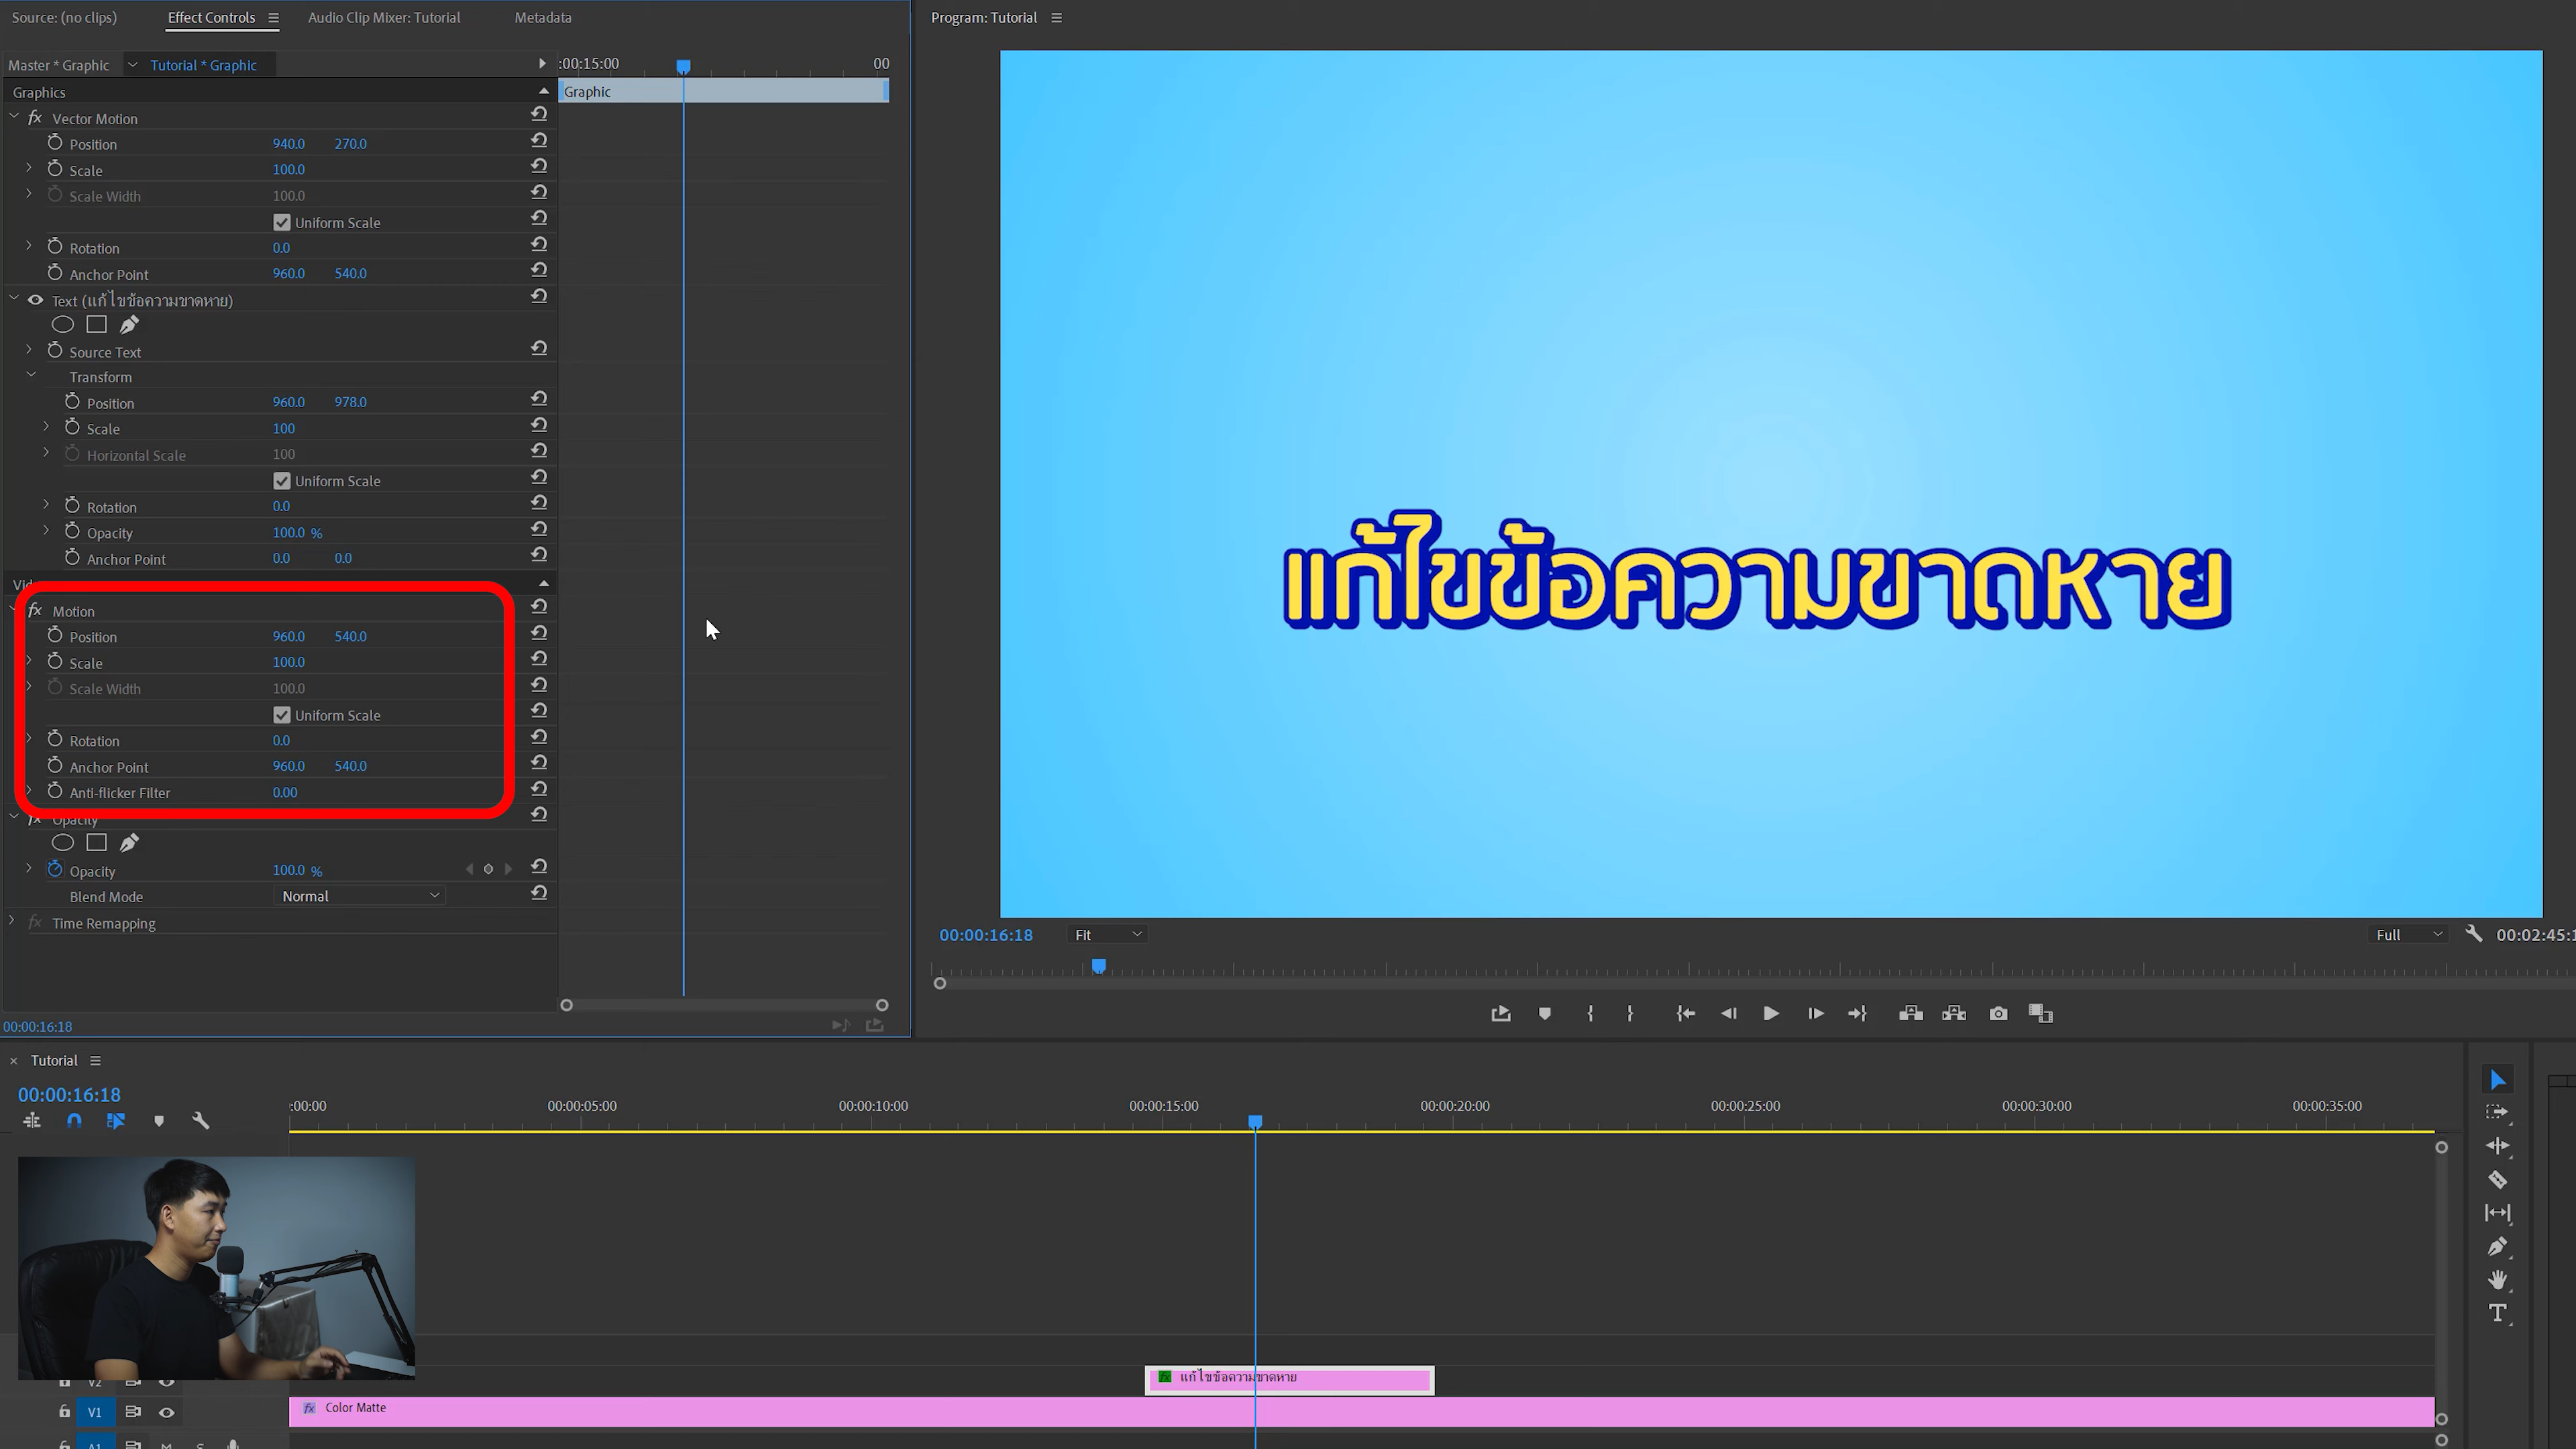 Source: (no clips)
Effect Controls
Audio Clip Mixer: Tutorial
Metadata
Master * Graphic
Tutorial * Graphic
:00:15:00
00
Graphics
Graphic
Vector Motion
Position 940.0 270.0
Scale 100.0
Scale Width 100.0
Uniform Scale
Rotation 0.0
Anchor Point 960.0 540.0
Text (แก้ไขข้อความขาดหาย)
Source Text
Transform
Position 960.0 978.0
Scale 100
Horizontal Scale 100
Uniform Scale
Rotation 0.0
Opacity 100.0 %
Anchor Point 0.0 0.0
fx Motion
Position 960.0 540.0
Scale 100.0
Scale Width 100.0
Uniform Scale
Rotation 0.0
Anchor Point 960.0 540.0
Anti-flicker Filter 0.00
fx Opacity
Opacity 100.0 %
Blend Mode Normal
fx Time Remapping
00:00:16:18
Program: Tutorial
แก้ไขข้อความขาดหาย
00:00:16:18
Fit
Full
00:02:45:1
Tutorial
00:00:16:18
:00:00
00:00:05:00
00:00:10:00
00:00:15:00
00:00:20:00
00:00:25:00
00:00:30:00
00:00:35:00
V2
fx แก้ไขข้อความขาดหาย
V1
fx Color Matte
A1 M S